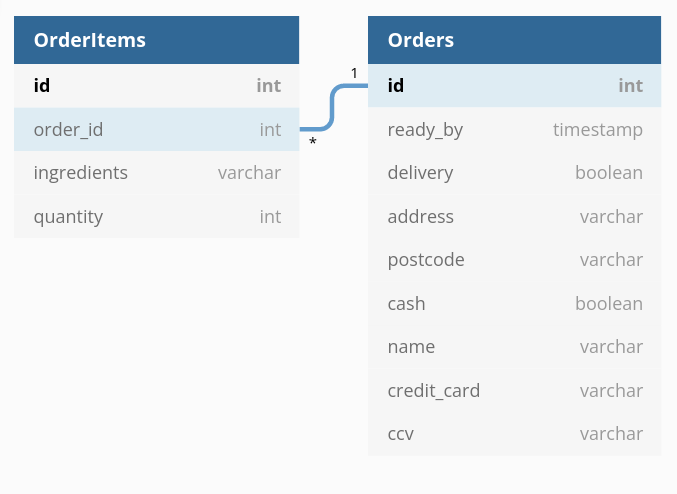 OrderItems
id int
order_id int
ingredients varchar
quantity int
* 1
Orders
id int
ready_by timestamp
delivery boolean
address varchar
postcode varchar
cash boolean
name varchar
credit_card varchar
ccv varchar